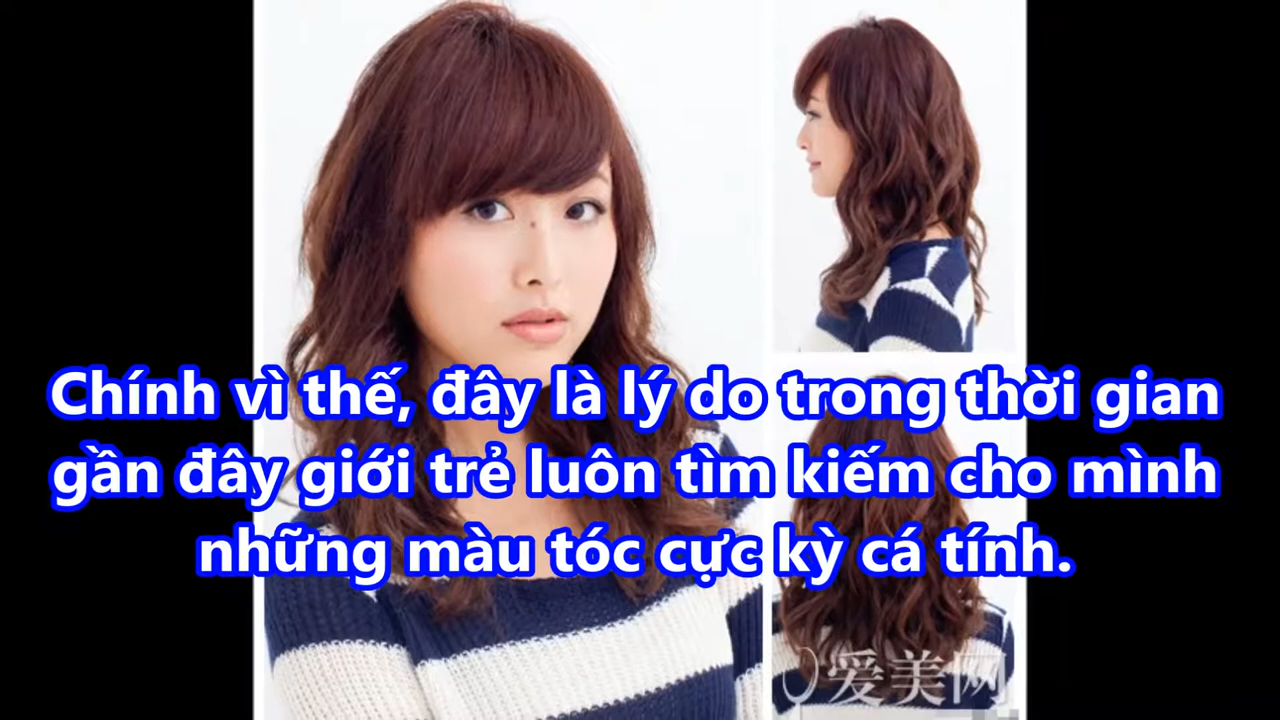 Chính vì thế, đây là lý do trong thời gian
gần đây giới trẻ luôn tìm kiếm cho mình
những màu tóc cực kỳ cá tính.
爱美网